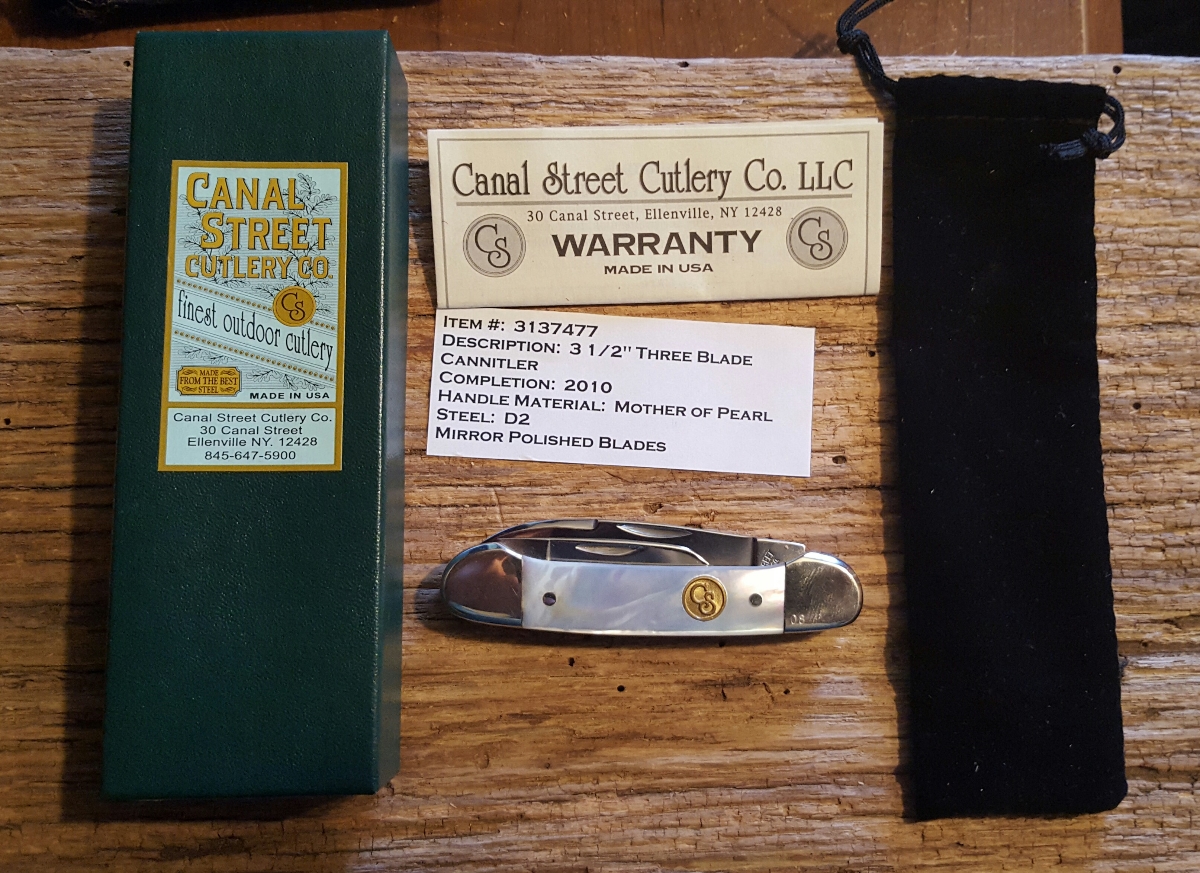 CANAL
STREET
CUTLERY CO.
CS
finest outdoor cutlery
MADE
FROM THE BEST
STEEL
MADE IN USA
Canal Street Cutlery Co.
30 Canal Street
Ellenville NY. 12428
845-647-5900
Canal Street Cutlery Co. LLC
30 Canal Street, Ellenville, NY 12428
CS
WARRANTY
CS
MADE IN USA
ITEM #: 3137477
DESCRIPTION: 3 1/2" THREE BLADE
CANNITLER
COMPLETION: 2010
HANDLE MATERIAL: MOTHER OF PEARL
STEEL: D2
MIRROR POLISHED BLADES
CS